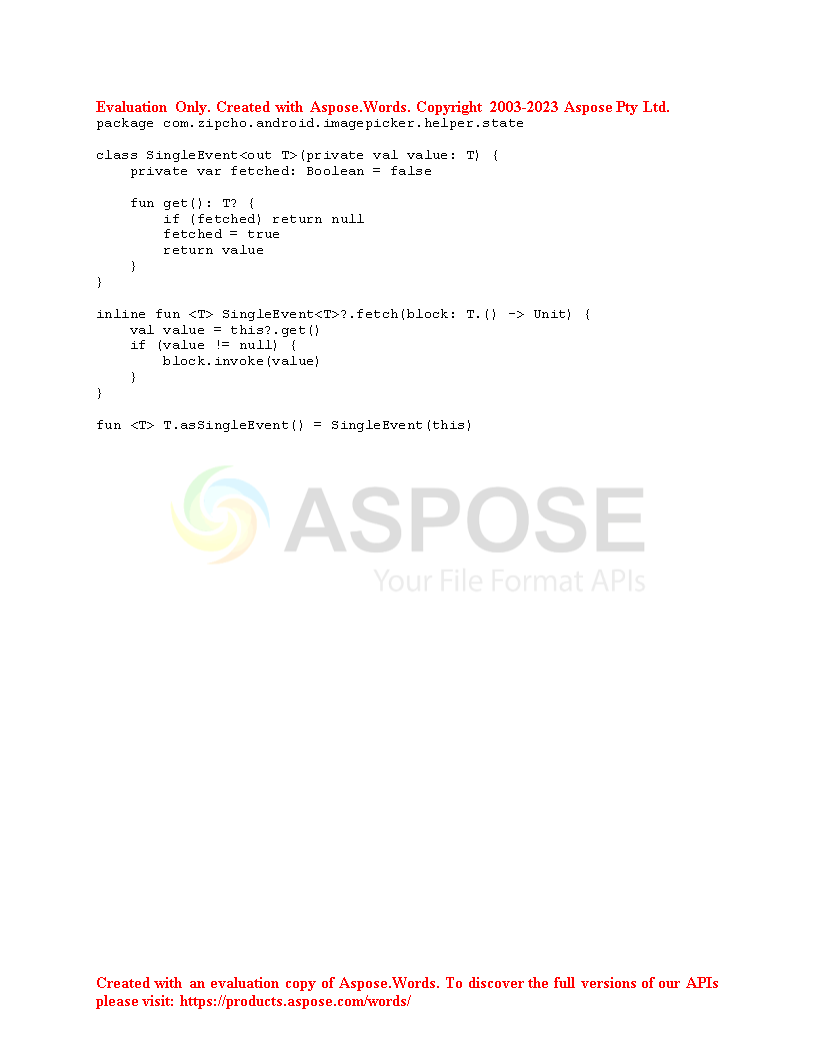 Evaluation Only. Created with Aspose.Words. Copyright 2003-2023 Aspose Pty Ltd.
package com.zipcho.android.imagepicker.helper.state

class SingleEvent<out T>(private val value: T) {
    private var fetched: Boolean = false

    fun get(): T? {
        if (fetched) return null
        fetched = true
        return value
    }
}

inline fun <T> SingleEvent<T>?.fetch(block: T.() -> Unit) {
    val value = this?.get()
    if (value != null) {
        block.invoke(value)
    }
}

fun <T> T.asSingleEvent() = SingleEvent(this)
ASPOSE
Your File Format APIs
Created with an evaluation copy of Aspose.Words. To discover the full versions of our APIs
please visit: https://products.aspose.com/words/